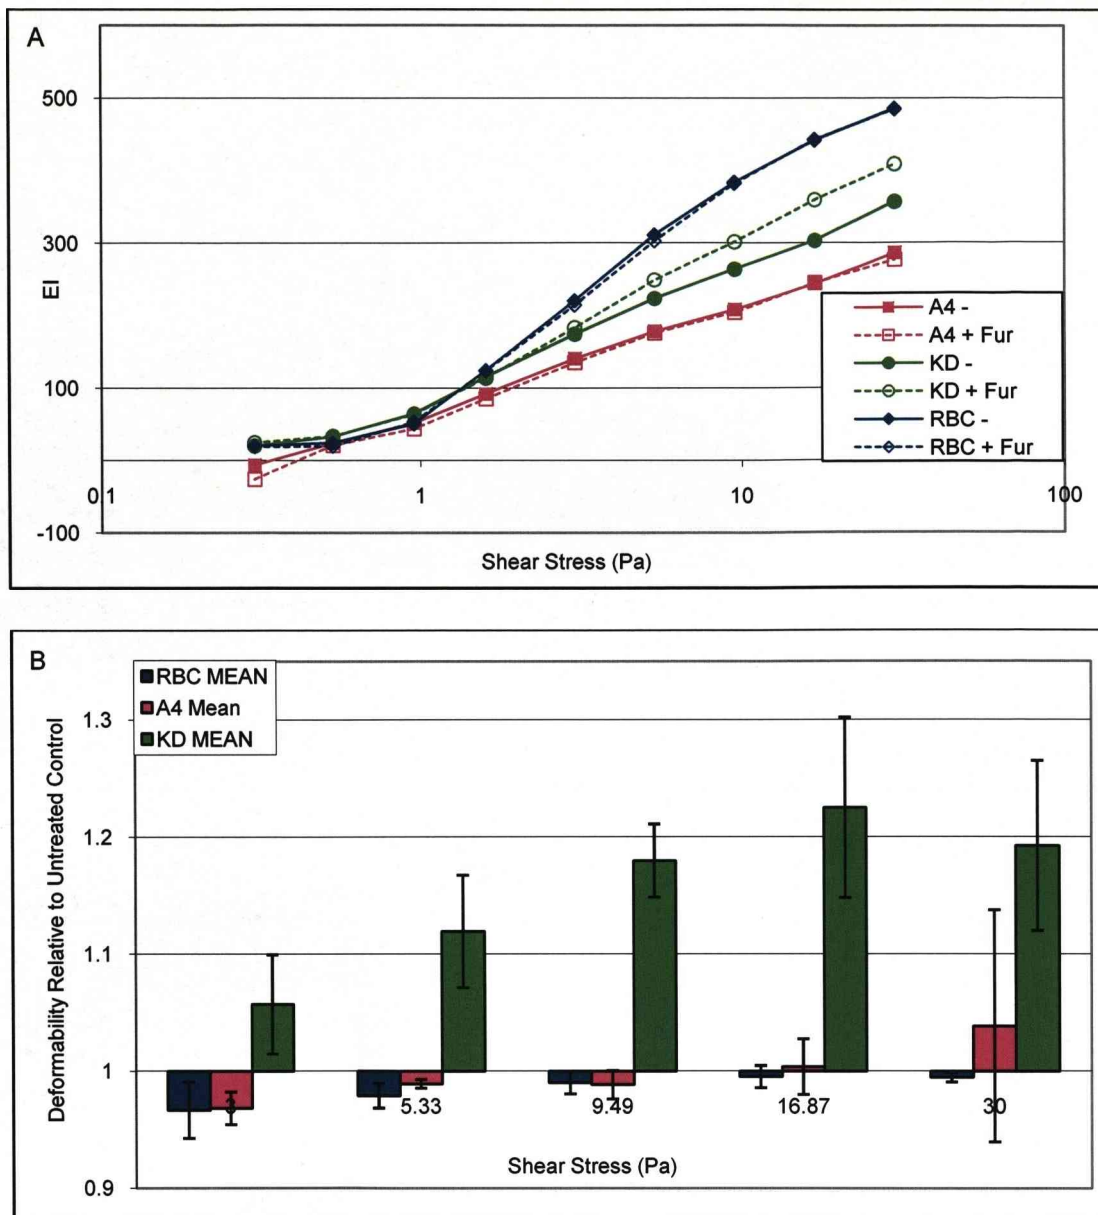 A
500
300
100
-100
EI
0.1
1
10
100
Shear Stress (Pa)
A4 -
A4 + Fur
KD -
KD + Fur
RBC -
RBC + Fur
B
RBC MEAN
A4 Mean
KD MEAN
1.3
1.2
1.1
1
0.9
Deformability Relative to Untreated Control
3
5.33
9.49
16.87
30
Shear Stress (Pa)